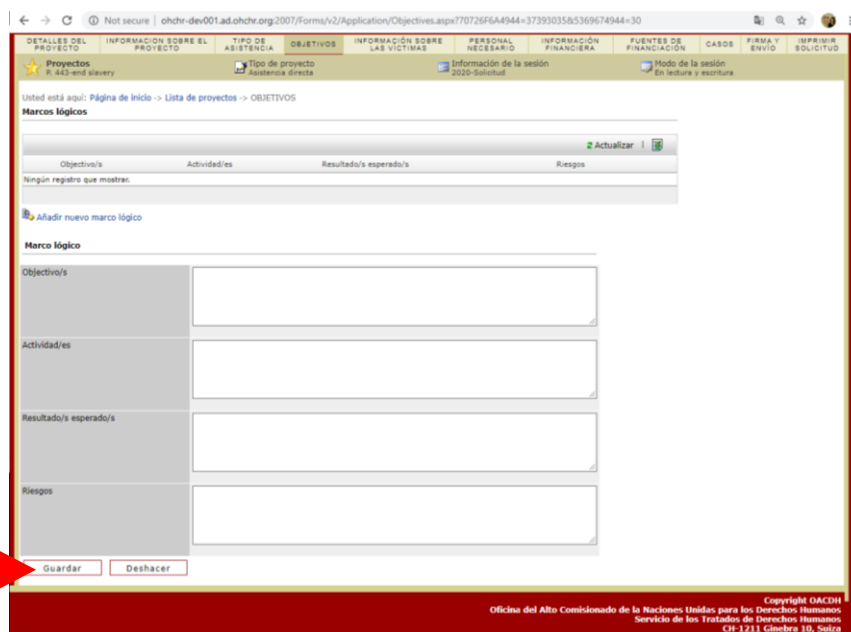 Not secure | ohchr-dev001.ad.ohchr.org:2007/Forms/v2/Application/Objectives.aspx?70726F6A4944=37393035&5369674944=30
DETALLES DEL PROYECTO INFORMACION SOBRE EL PROYECTO TIPO DE ASISTENCIA OBJETIVOS INFORMACIÓN SOBRE LAS VÍCTIMAS PERSONAL NECESARIO INFORMACIÓN FINANCIERA FUENTES DE FINANCIACIÓN CASOS FIRMA Y ENVÍO IMPRIMIR SOLICITUD
Proyectos Tipo de proyecto Información de la sesión Modo de la sesión
P. 443-end slavery Asistencia directa 2020-Solicitud En lectura y escritura
Usted está aquí: Página de inicio -> Lista de proyectos -> OBJETIVOS
Marcos lógicos
Actualizar |
Objectivo/s Actividad/es Resultado/s esperado/s Riesgos
Ningún registro que mostrar.
Añadir nuevo marco lógico
Marco lógico
Objectivo/s
Actividad/es
Resultado/s esperado/s
Riesgos
Guardar Deshacer
Copyright OACDH
Oficina del Alto Comisionado de la Naciones Unidas para los Derechos Humanos
Servicio de los Tratados de Derechos Humanos
CH-1211 Ginebra 10, Suiza